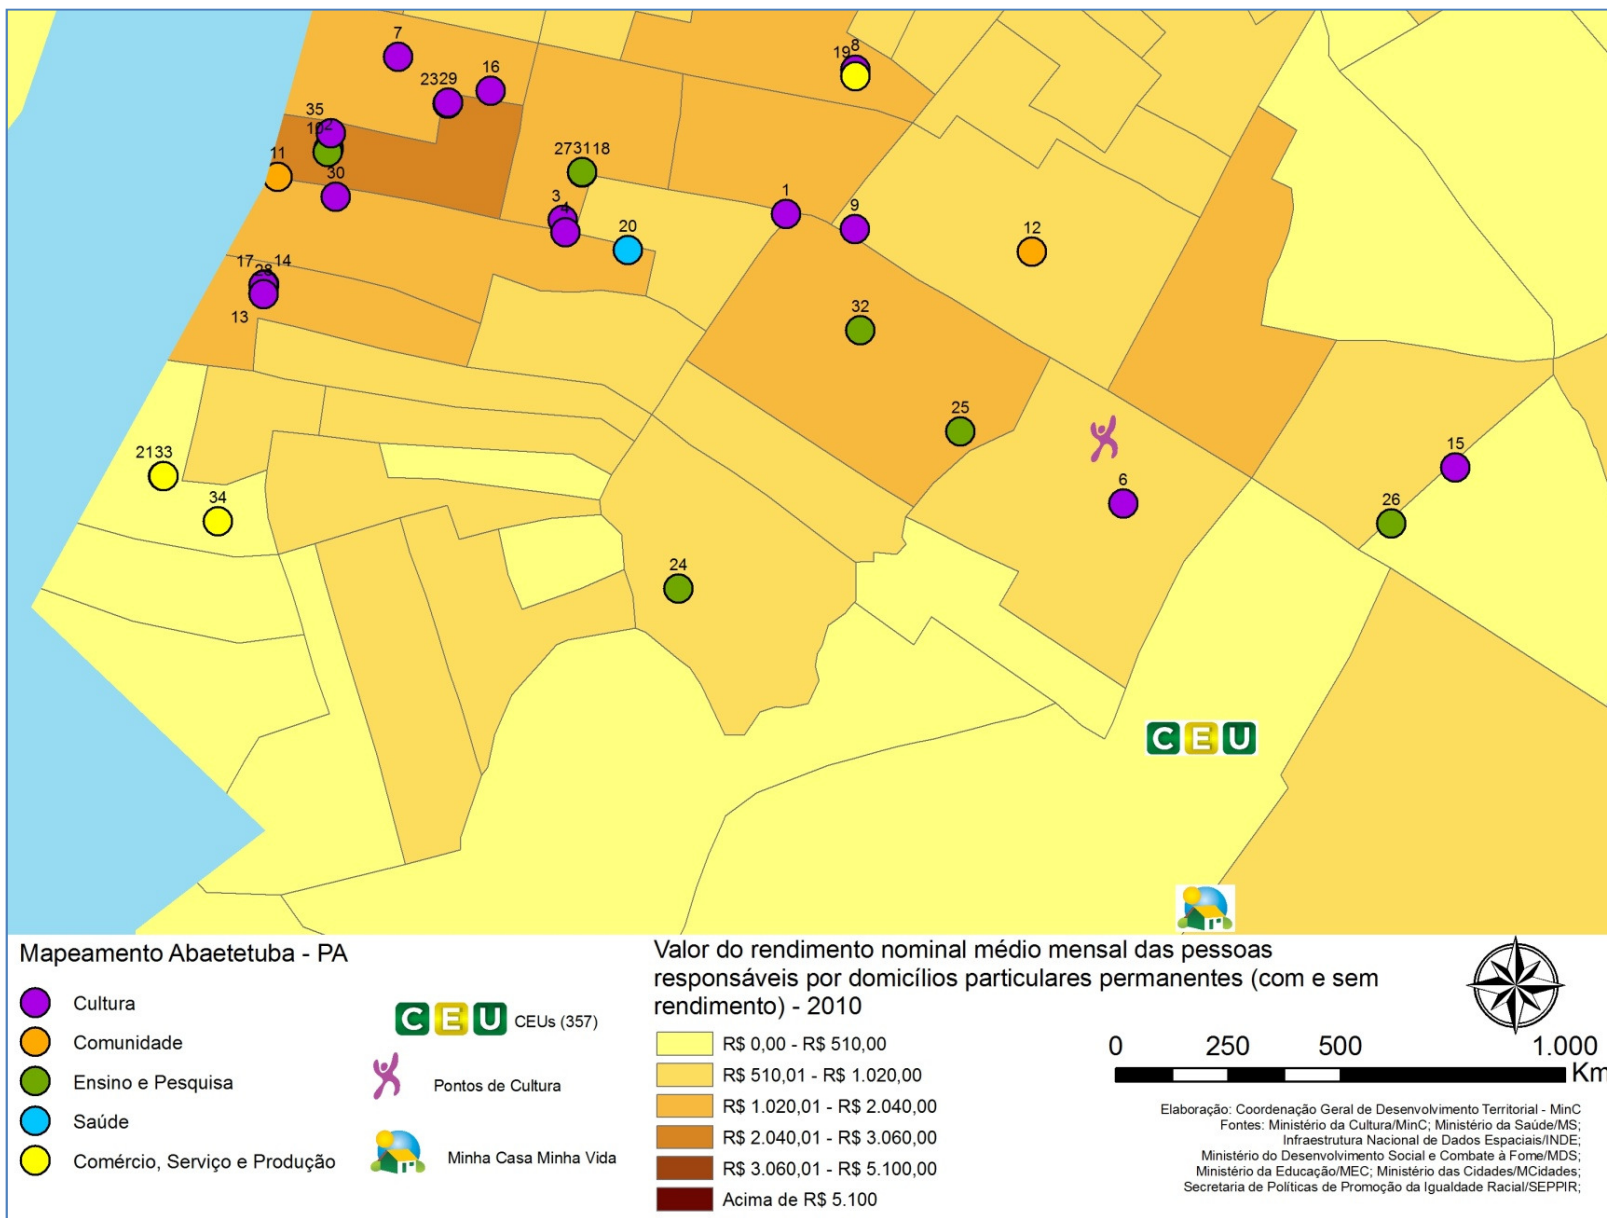 7
8
19
16
2329
35
10
2
11
30
273118
3
4
20
1
9
12
17
14
28
13
32
25
15
2133
6
26
34
24
CEU
Mapeamento Abaetetuba - PA
Cultura
Comunidade
Ensino e Pesquisa
Saúde
Comércio, Serviço e Produção
CEU CEUs (357)
Pontos de Cultura
Minha Casa Minha Vida
Valor do rendimento nominal médio mensal das pessoas
responsáveis por domicílios particulares permanentes (com e sem
rendimento) - 2010
R$ 0,00 - R$ 510,00
R$ 510,01 - R$ 1.020,00
R$ 1.020,01 - R$ 2.040,00
R$ 2.040,01 - R$ 3.060,00
R$ 3.060,01 - R$ 5.100,00
Acima de R$ 5.100
0 250 500 1.000
Km
Elaboração: Coordenação Geral de Desenvolvimento Territorial - MinC
Fontes: Ministério da Cultura/MinC; Ministério da Saúde/MS;
Infraestrutura Nacional de Dados Espaciais/INDE;
Ministério do Desenvolvimento Social e Combate à Fome/MDS;
Ministério da Educação/MEC; Ministério das Cidades/MCidades;
Secretaria de Políticas de Promoção da Igualdade Racial/SEPPIR;